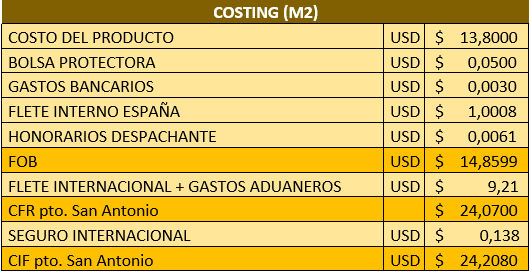 COSTING (M2)
COSTO DEL PRODUCTO USD $ 13,8000
BOLSA PROTECTORA USD $ 0,0500
GASTOS BANCARIOS USD $ 0,0030
FLETE INTERNO ESPAÑA USD $ 1,0008
HONORARIOS DESPACHANTE USD $ 0,0061
FOB USD $ 14,8599
FLETE INTERNACIONAL + GASTOS ADUANEROS USD $ 9,21
CFR pto. San Antonio $ 24,0700
SEGURO INTERNACIONAL USD $ 0,138
CIF pto. San Antonio USD $ 24,2080